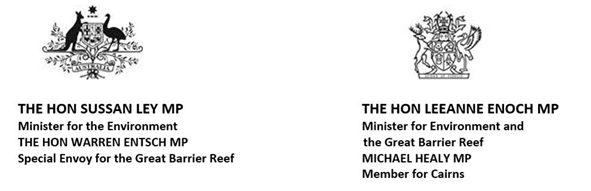 AUSTRALIA
THE HON SUSSAN LEY MP
Minister for the Environment
THE HON WARREN ENTSCH MP
Special Envoy for the Great Barrier Reef
THE HON LEEANNE ENOCH MP
Minister for Environment and
the Great Barrier Reef
MICHAEL HEALY MP
Member for Cairns